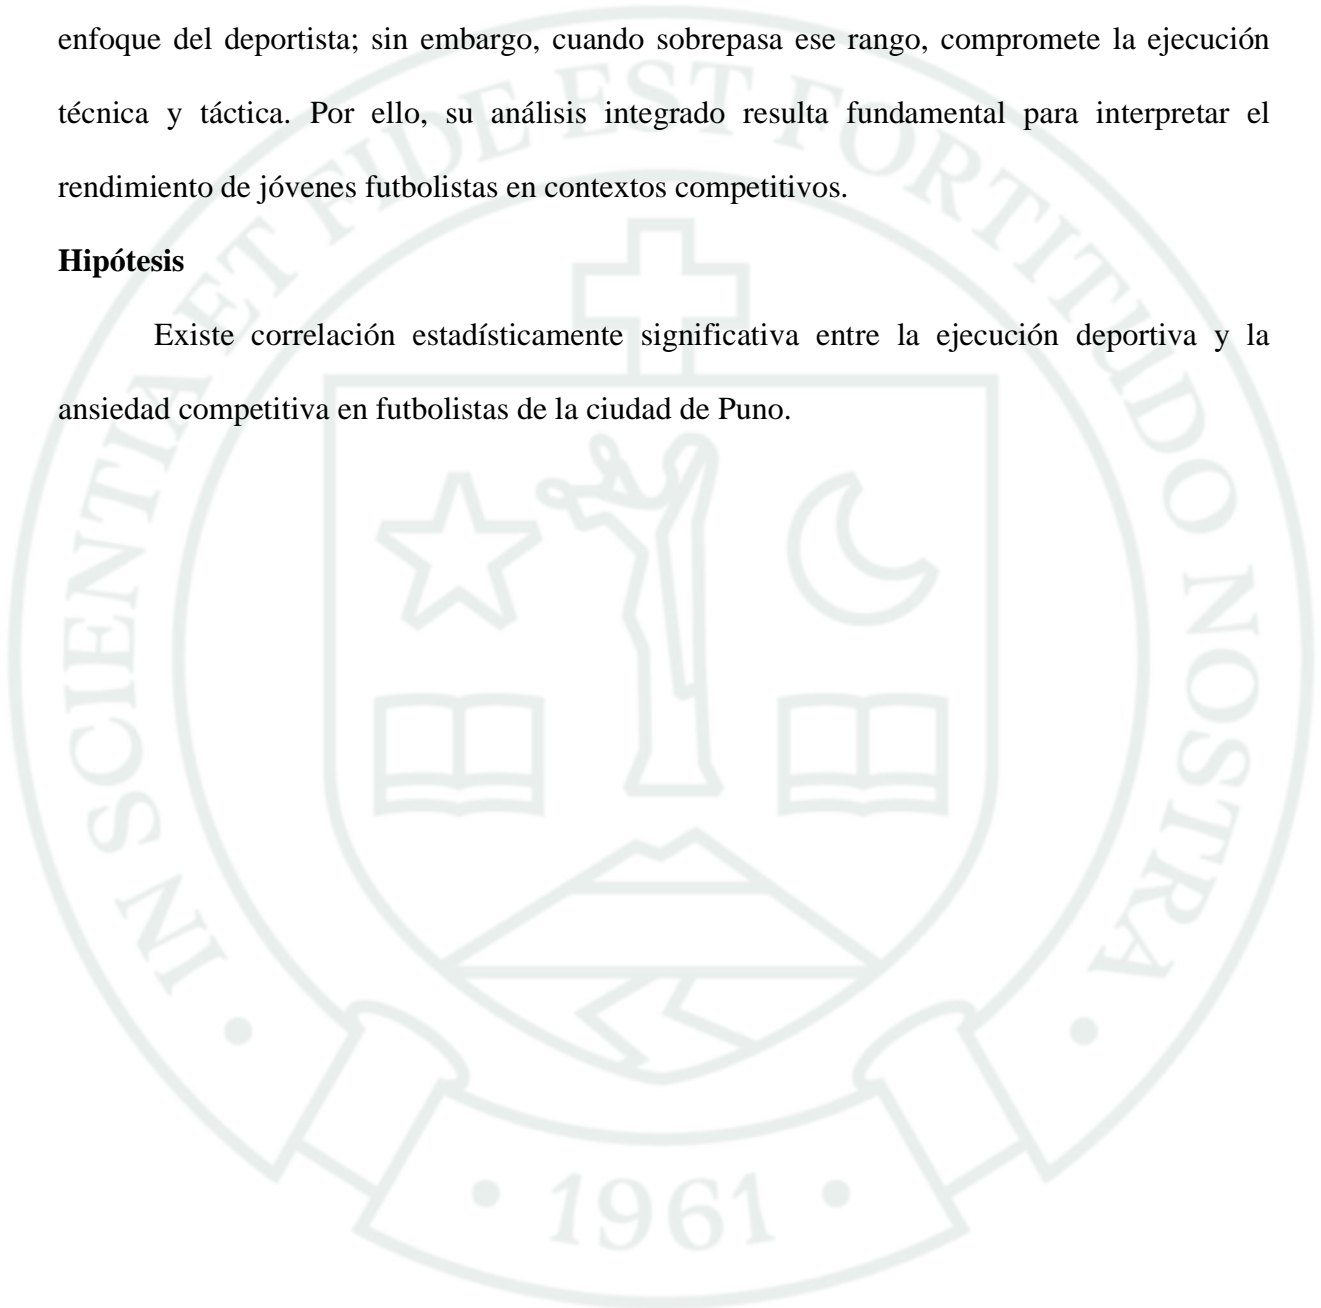 enfoque del deportista; sin embargo, cuando sobrepasa ese rango, compromete la ejecución
técnica y táctica. Por ello, su análisis integrado resulta fundamental para interpretar el
rendimiento de jóvenes futbolistas en contextos competitivos.
Hipótesis
Existe correlación estadísticamente significativa entre la ejecución deportiva y la
ansiedad competitiva en futbolistas de la ciudad de Puno.
• IN SCIENTIA ET FIDE EST FORTITUDO NOSTRA •
• 1961 •